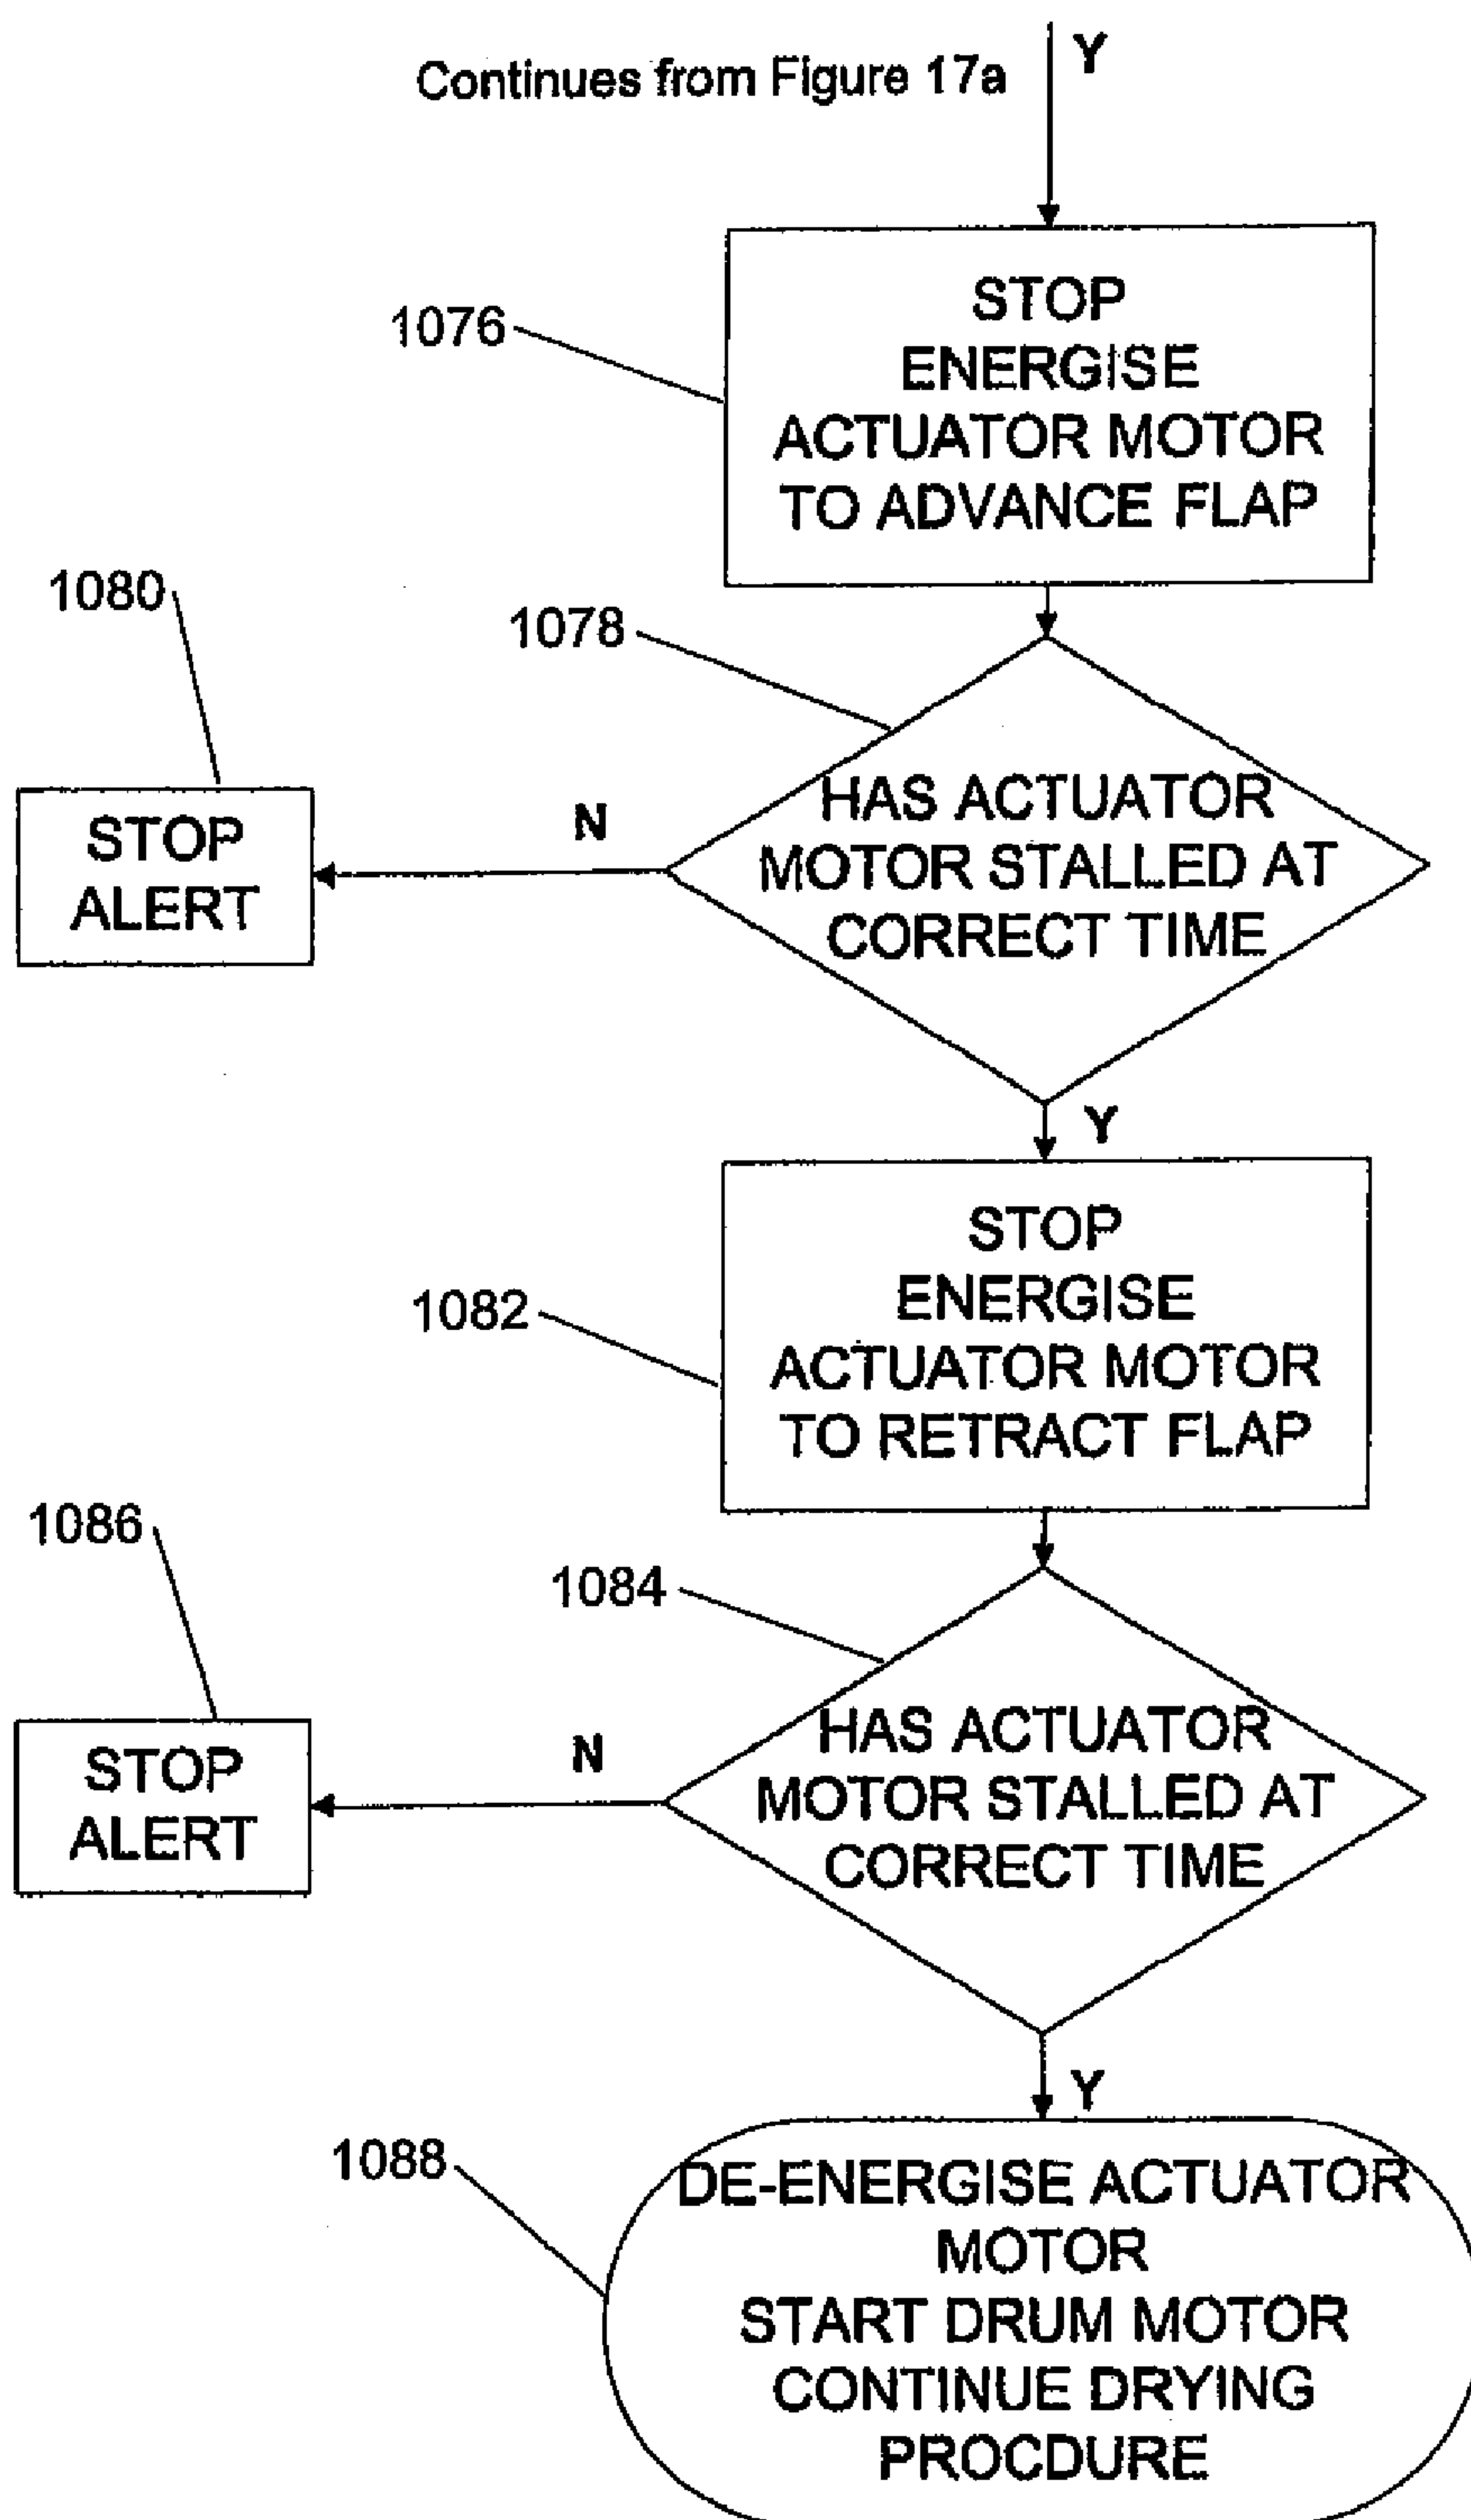 Continues from Figure 17a
Y
1076
STOP
ENERGISE
ACTUATOR MOTOR
TO ADVANCE FLAP
1080
1078
STOP
ALERT
N
HAS ACTUATOR
MOTOR STALLED AT
CORRECT TIME
Y
1082
STOP
ENERGISE
ACTUATOR MOTOR
TO RETRACT FLAP
1086
1084
STOP
ALERT
N
HAS ACTUATOR
MOTOR STALLED AT
CORRECT TIME
Y
1088
DE-ENERGISE ACTUATOR
MOTOR
START DRUM MOTOR
CONTINUE DRYING
PROCDURE